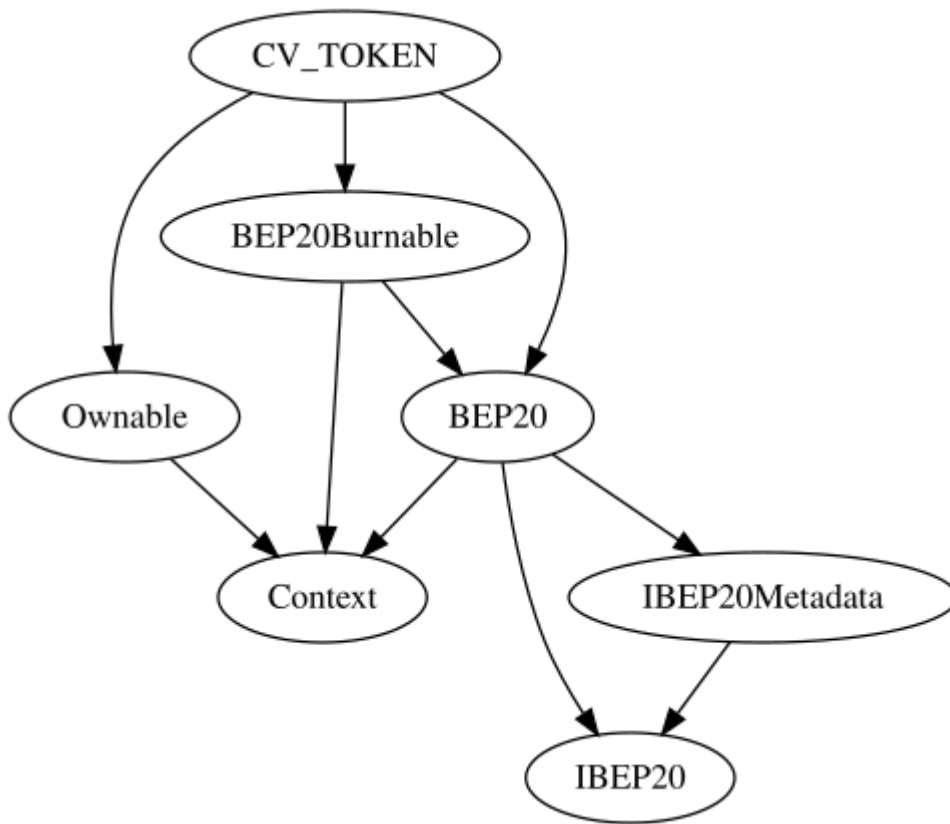 CV_TOKEN
BEP20Burnable
Ownable
BEP20
Context
IBEP20Metadata
IBEP20